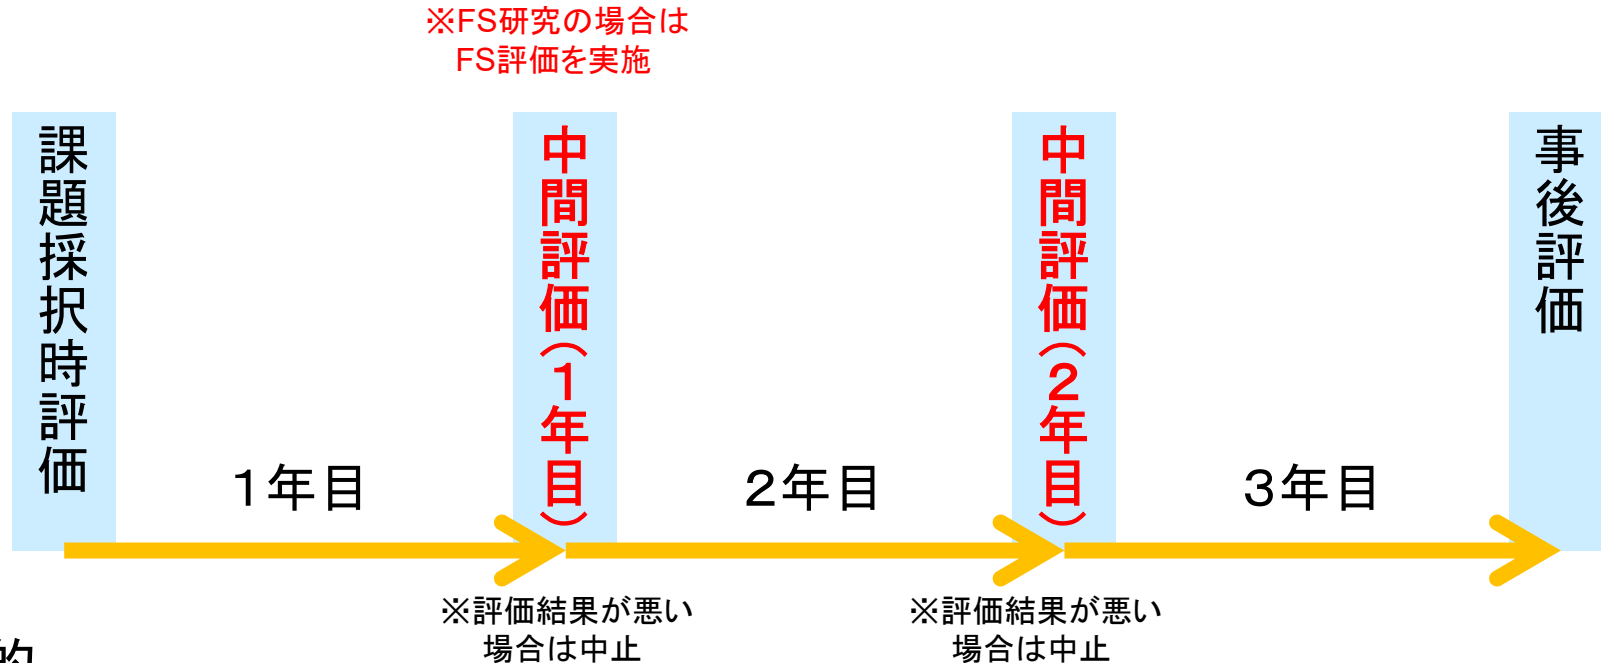 ※FS研究の場合は
FS評価を実施
課題採択時評価
中間評価（１年目）
中間評価（２年目）
事後評価
１年目
２年目
３年目
※評価結果が悪い
場合は中止
※評価結果が悪い
場合は中止
的